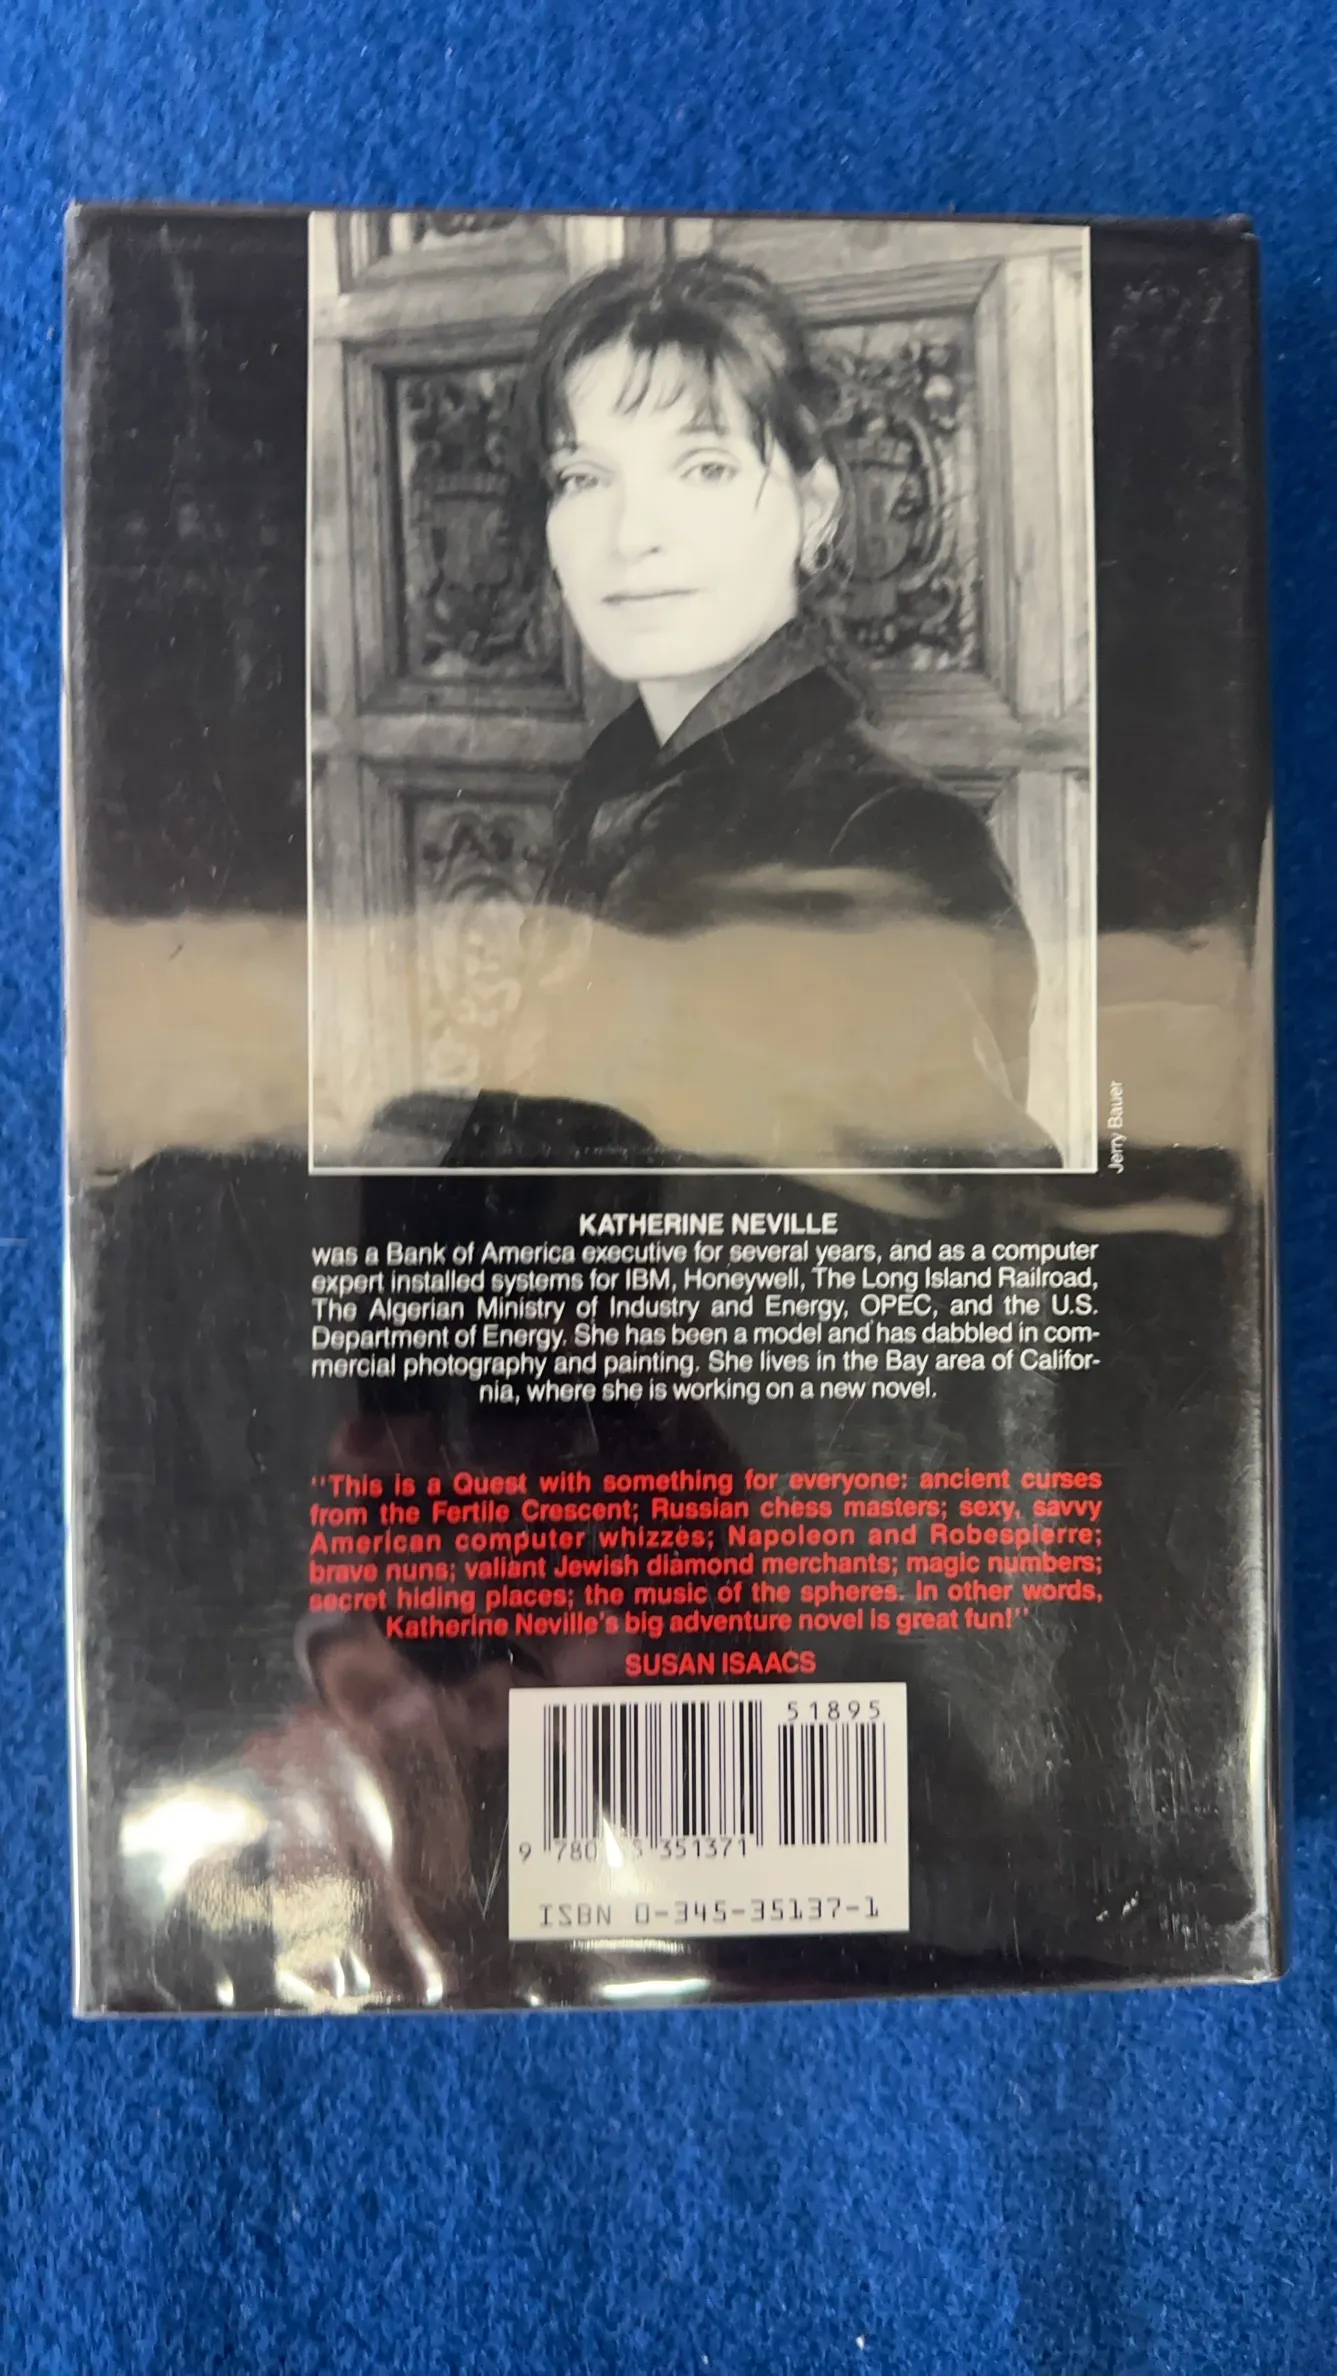 Jerry Bauer
KATHERINE NEVILLE
was a Bank of America executive for several years, and as a computer
expert installed systems for IBM, Honeywell, The Long Island Railroad,
The Algerian Ministry of Industry and Energy, OPEC, and the U.S.
Department of Energy. She has been a model and has dabbled in com-
mercial photography and painting. She lives in the Bay area of Califor-
nia, where she is working on a new novel.
"This is a Quest with something for everyone: ancient curses
from the Fertile Crescent; Russian chess masters; sexy, savvy
American computer whizzes; Napoleon and Robespierre;
brave nuns; valiant Jewish diamond merchants; magic numbers;
secret hiding places; the music of the spheres. In other words,
Katherine Neville's big adventure novel is great fun!"
SUSAN ISAACS
51895
9 780 5 351371
ISBN 0-345-35137-1